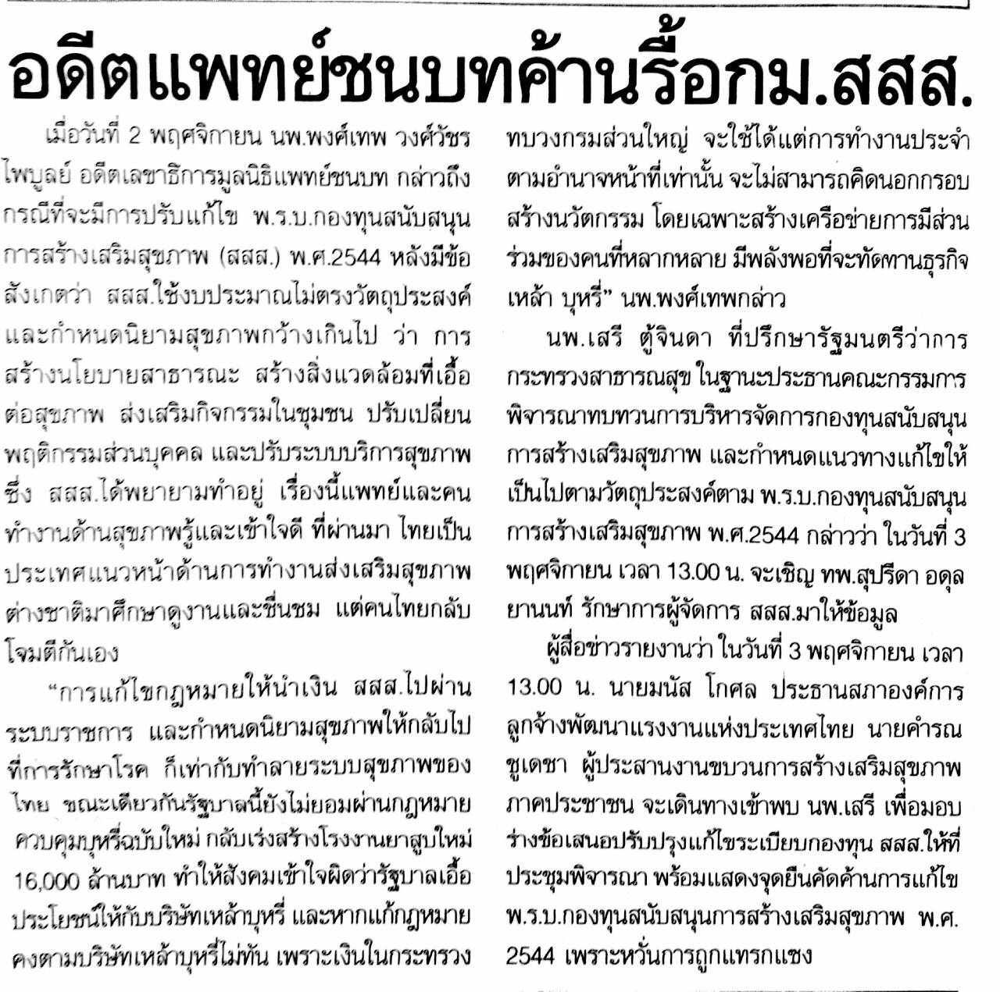 อดีตแพทย์ชนบทค้านรื้อกม.สสส.
เมื่อวันที่ 2 พฤศจิกายน นพ.พงศ์เทพ วงศ์วัชร
ไพบูลย์ อดีตเลขาธิการมูลนิธิแพทย์ชนบท กล่าวถึง
กรณีที่จะมีการปรับแก้ไข พ.ร.บ.กองทุนสนับสนุน
การสร้างเสริมสุขภาพ (สสส.) พ.ศ.2544 หลังมีข้อ
สังเกตว่า สสส.ใช้งบประมาณไม่ตรงวัตถุประสงค์
และกำหนดนิยามสุขภาพกว้างเกินไป ว่า การ
สร้างนโยบายสาธารณะ สร้างสิ่งแวดล้อมที่เอื้อ
ต่อสุขภาพ ส่งเสริมกิจกรรมในชุมชน ปรับเปลี่ยน
พฤติกรรมส่วนบุคคล และปรับระบบบริการสุขภาพ
ซึ่ง สสส.ได้พยายามทำอยู่ เรื่องนี้แพทย์และคน
ทำงานด้านสุขภาพรู้และเข้าใจดี ที่ผ่านมา ไทยเป็น
ประเทศแนวหน้าด้านการทำงานส่งเสริมสุขภาพ
ต่างชาติมาศึกษาดูงานและชื่นชม แต่คนไทยกลับ
โจมตีกันเอง
“การแก้ไขกฎหมายให้นำเงิน สสส.ไปผ่าน
ระบบราชการ และกำหนดนิยามสุขภาพให้กลับไป
ที่การรักษาโรค ก็เท่ากับทำลายระบบสุขภาพของ
ไทย ขณะเดียวกันรัฐบาลนี้ยังไม่ยอมผ่านกฎหมาย
ควบคุมบุหรี่ฉบับใหม่ กลับเร่งสร้างโรงงานยาสูบใหม่
16,000 ล้านบาท ทำให้สังคมเข้าใจผิดว่ารัฐบาลเอื้อ
ประโยชน์ให้กับบริษัทเหล้าบุหรี่ และหากแก้กฎหมาย
คงตามบริษัทเหล้าบุหรี่ไม่ทัน เพราะเงินในกระทรวง
ทบวงกรมส่วนใหญ่ จะใช้ได้แต่การทำงานประจำ
ตามอำนาจหน้าที่เท่านั้น จะไม่สามารถคิดนอกกรอบ
สร้างนวัตกรรม โดยเฉพาะสร้างเครือข่ายการมีส่วน
ร่วมของคนที่หลากหลาย มีพลังพอที่จะทัดทานธุรกิจ
เหล้า บุหรี่” นพ.พงศ์เทพกล่าว
นพ.เสรี ตู้จินดา ที่ปรึกษารัฐมนตรีว่าการ
กระทรวงสาธารณสุข ในฐานะประธานคณะกรรมการ
พิจารณาทบทวนการบริหารจัดการกองทุนสนับสนุน
การสร้างเสริมสุขภาพ และกำหนดแนวทางแก้ไขให้
เป็นไปตามวัตถุประสงค์ตาม พ.ร.บ.กองทุนสนับสนุน
การสร้างเสริมสุขภาพ พ.ศ.2544 กล่าวว่า ในวันที่ 3
พฤศจิกายน เวลา 13.00 น. จะเชิญ ทพ.สุปรีดา อดุล
ยานนท์ รักษาการผู้จัดการ สสส.มาให้ข้อมูล
ผู้สื่อข่าวรายงานว่า ในวันที่ 3 พฤศจิกายน เวลา
13.00 น. นายมนัส โกศล ประธานสภาองค์การ
ลูกจ้างพัฒนาแรงงานแห่งประเทศไทย นายคำรณ
ชูเดชา ผู้ประสานงานขบวนการสร้างเสริมสุขภาพ
ภาคประชาชน จะเดินทางเข้าพบ นพ.เสรี เพื่อมอบ
ร่างข้อเสนอปรับปรุงแก้ไขระเบียบกองทุน สสส.ให้ที่
ประชุมพิจารณา พร้อมแสดงจุดยืนคัดค้านการแก้ไข
พ.ร.บ.กองทุนสนับสนุนการสร้างเสริมสุขภาพ พ.ศ.
2544 เพราะหวั่นการถูกแทรกแซง